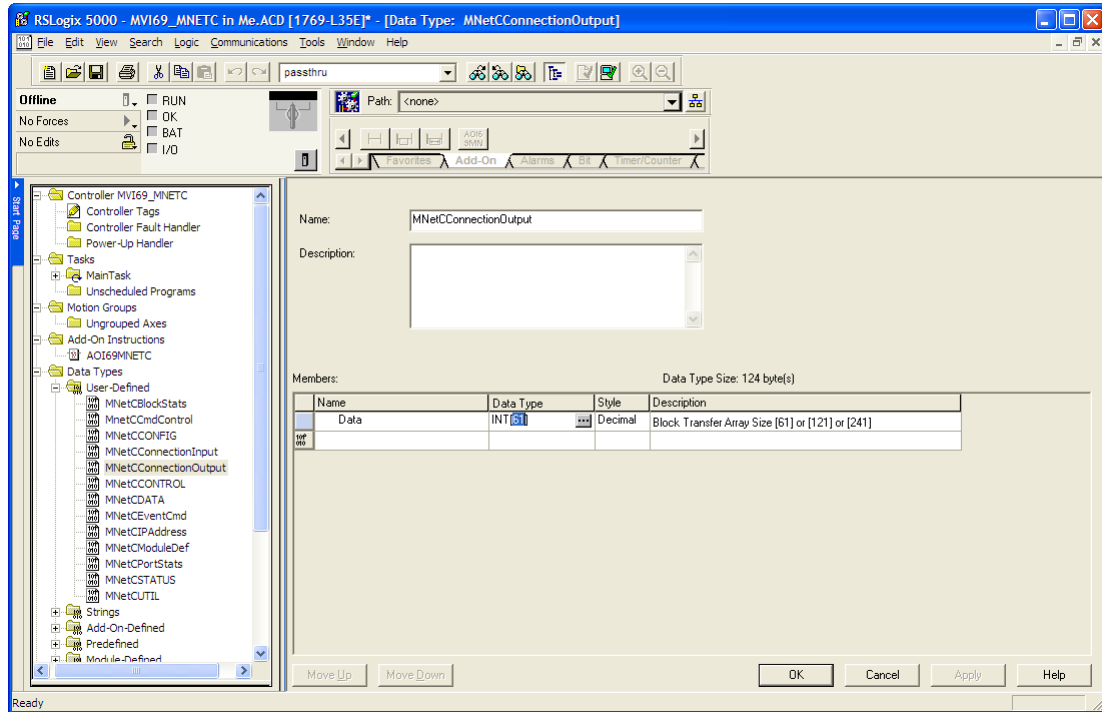 RSLogix 5000 - MVI69_MNETC in Me.ACD [1769-L35E]* - [Data Type: MNetCConnectionOutput]
File Edit View Search Logic Communications Tools Window Help
passthru
Offline
RUN
No Forces
OK
BAT
No Edits
I/O
Path: <none>
AOI6
9MN
Favorites Add-On Alarms Bit Timer/Counter
Start Page
Controller MVI69_MNETC
Controller Tags
Controller Fault Handler
Power-Up Handler
Tasks
MainTask
Unscheduled Programs
Motion Groups
Ungrouped Axes
Add-On Instructions
AOI69MNETC
Data Types
User-Defined
MNetCBlockStats
MnetCCmdControl
MNetCCONFIG
MNetCConnectionInput
MNetCConnectionOutput
MNetCCONTROL
MNetCDATA
MNetCEventCmd
MNetCIPAddress
MNetCModuleDef
MNetCPortStats
MNetCSTATUS
MNetCUTIL
Strings
Add-On-Defined
Predefined
Module-Defined
Name: MNetCConnectionOutput
Description:
Members: Data Type Size: 124 byte(s)
Name Data Type Style Description
Data INT[61] ... Decimal Block Transfer Array Size [61] or [121] or [241]
Move Up Move Down OK Cancel Apply Help
Ready